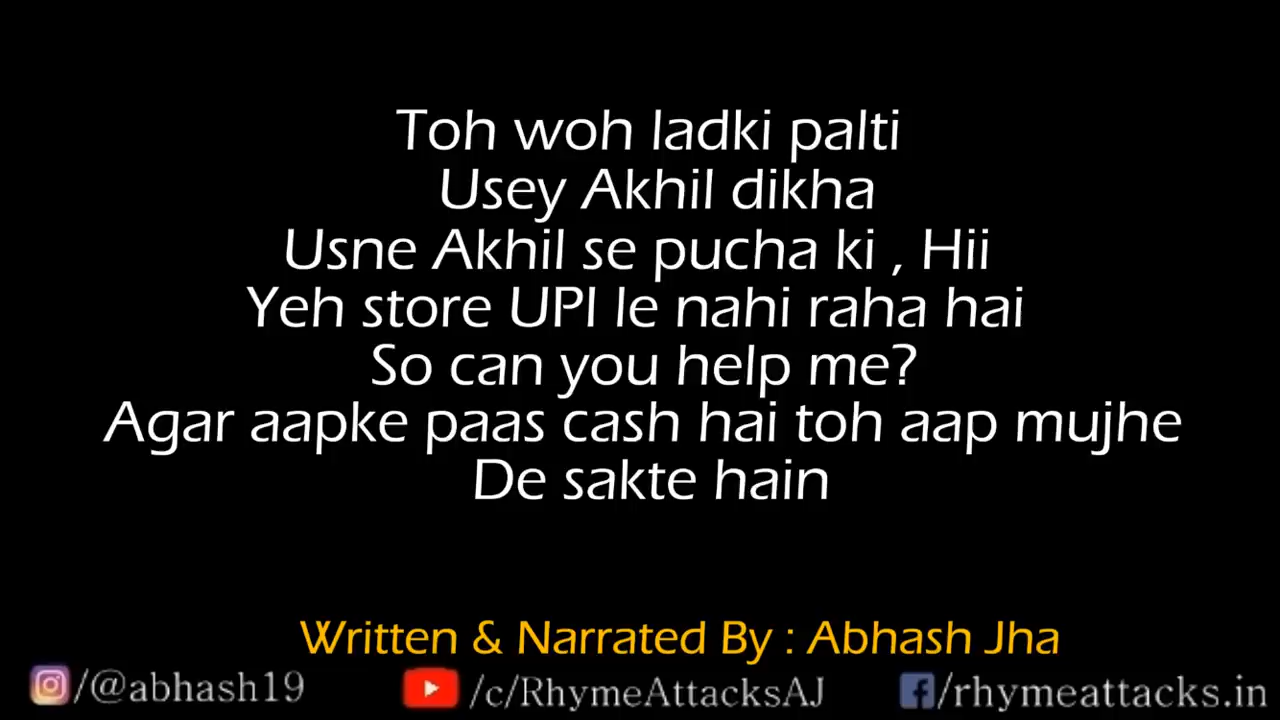 Toh woh ladki palti
Usey Akhil dikha
Usne Akhil se pucha ki , Hii
Yeh store UPI le nahi raha hai
So can you help me?
Agar aapke paas cash hai toh aap mujhe
De sakte hain
Written & Narrated By : Abhash Jha
/@abhash19 /c/RhymeAttacksAJ /rhymeattacks.in